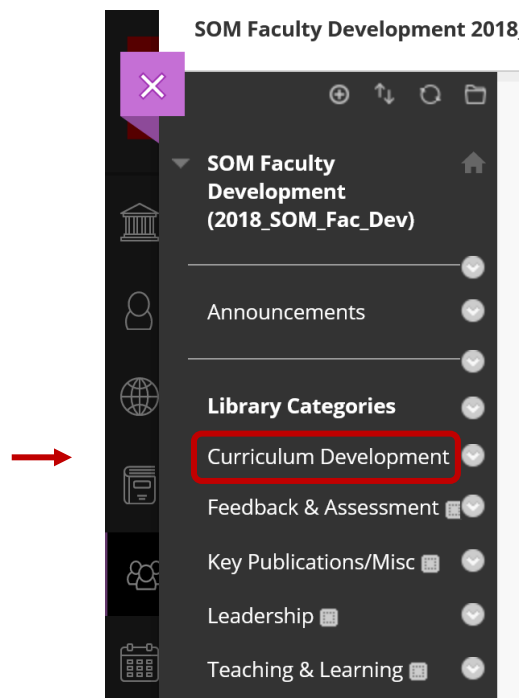 SOM Faculty Development 2018
SOM Faculty
Development
(2018_SOM_Fac_Dev)
Announcements
Library Categories
Curriculum Development
Feedback & Assessment
Key Publications/Misc
Leadership
Teaching & Learning